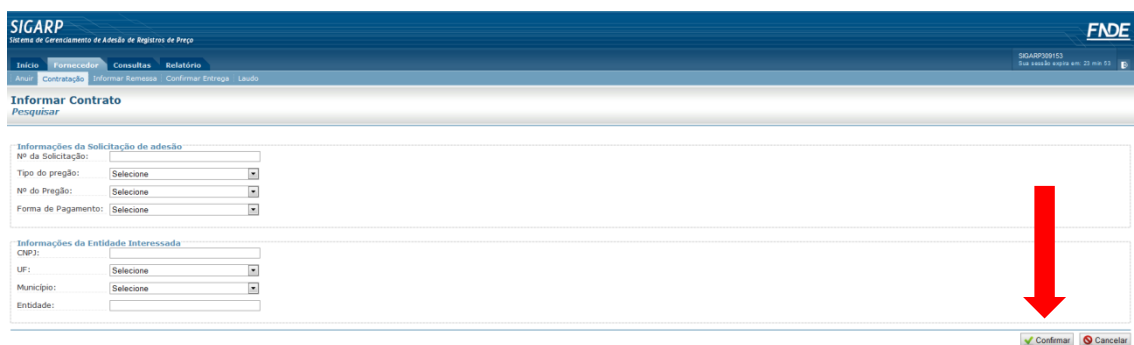 SIGARP
Sistema de Gerenciamento de Adesão de Registros de Preço
FNDE
SIGARP309153
Sua sessão expira em: 23 min 53
Início Fornecedor Consultas Relatório
Anuir Contratação Informar Remessa Confirmar Entrega Laudo
Informar Contrato
Pesquisar
Informações da Solicitação de adesão
Nº da Solicitação:
Tipo do pregão: Selecione
Nº do Pregão: Selecione
Forma de Pagamento: Selecione
Informações da Entidade Interessada
CNPJ:
UF: Selecione
Município: Selecione
Entidade:
Confirmar Cancelar